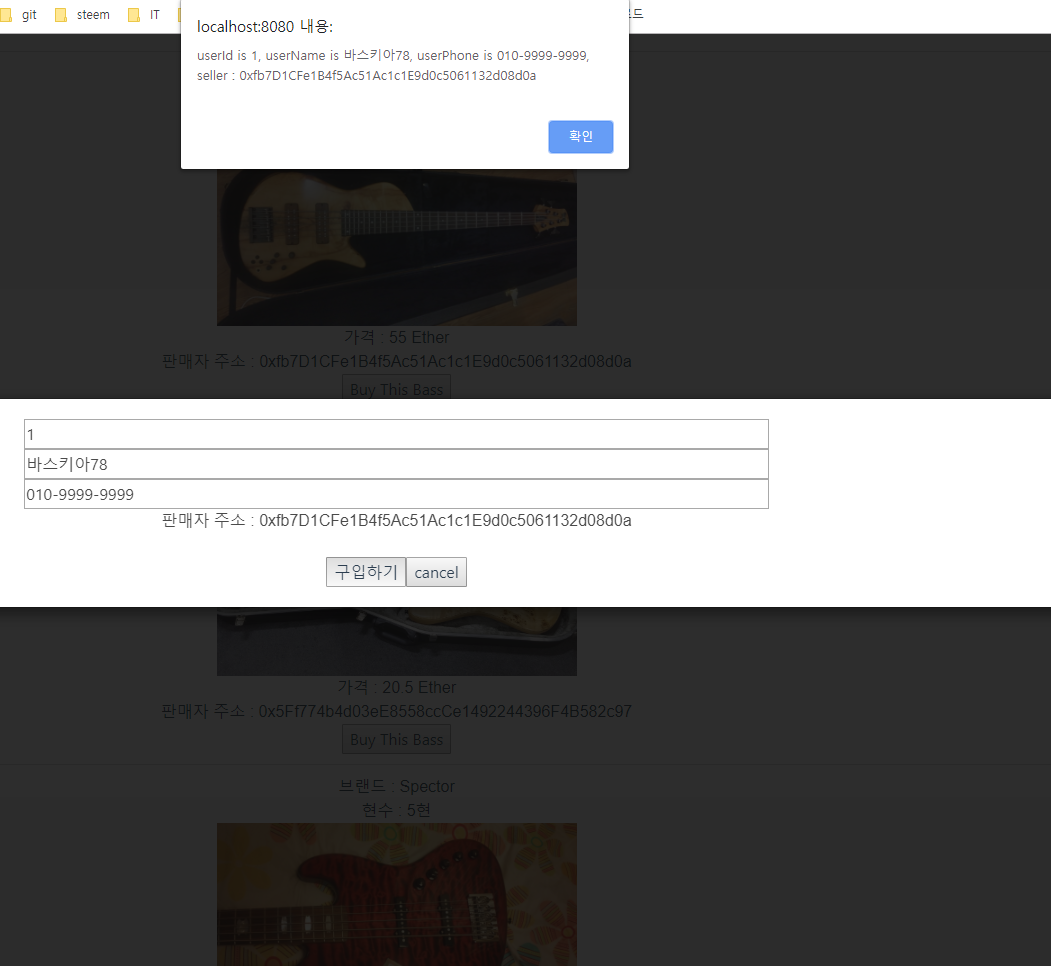 git steem IT
로드
localhost:8080 내용:
userId is 1, userName is 바스키아78, userPhone is 010-9999-9999,
seller : 0xfb7D1CFe1B4f5Ac51Ac1c1E9d0c5061132d08d0a
확인
가격 : 55 Ether
판매자 주소 : 0xfb7D1CFe1B4f5Ac51Ac1c1E9d0c5061132d08d0a
Buy This Bass
1
바스키아78
010-9999-9999
판매자 주소 : 0xfb7D1CFe1B4f5Ac51Ac1c1E9d0c5061132d08d0a
구입하기 cancel
가격 : 20.5 Ether
판매자 주소 : 0x5Ff774b4d03eE8558ccCe1492244396F4B582c97
Buy This Bass
브랜드 : Spector
현수 : 5현